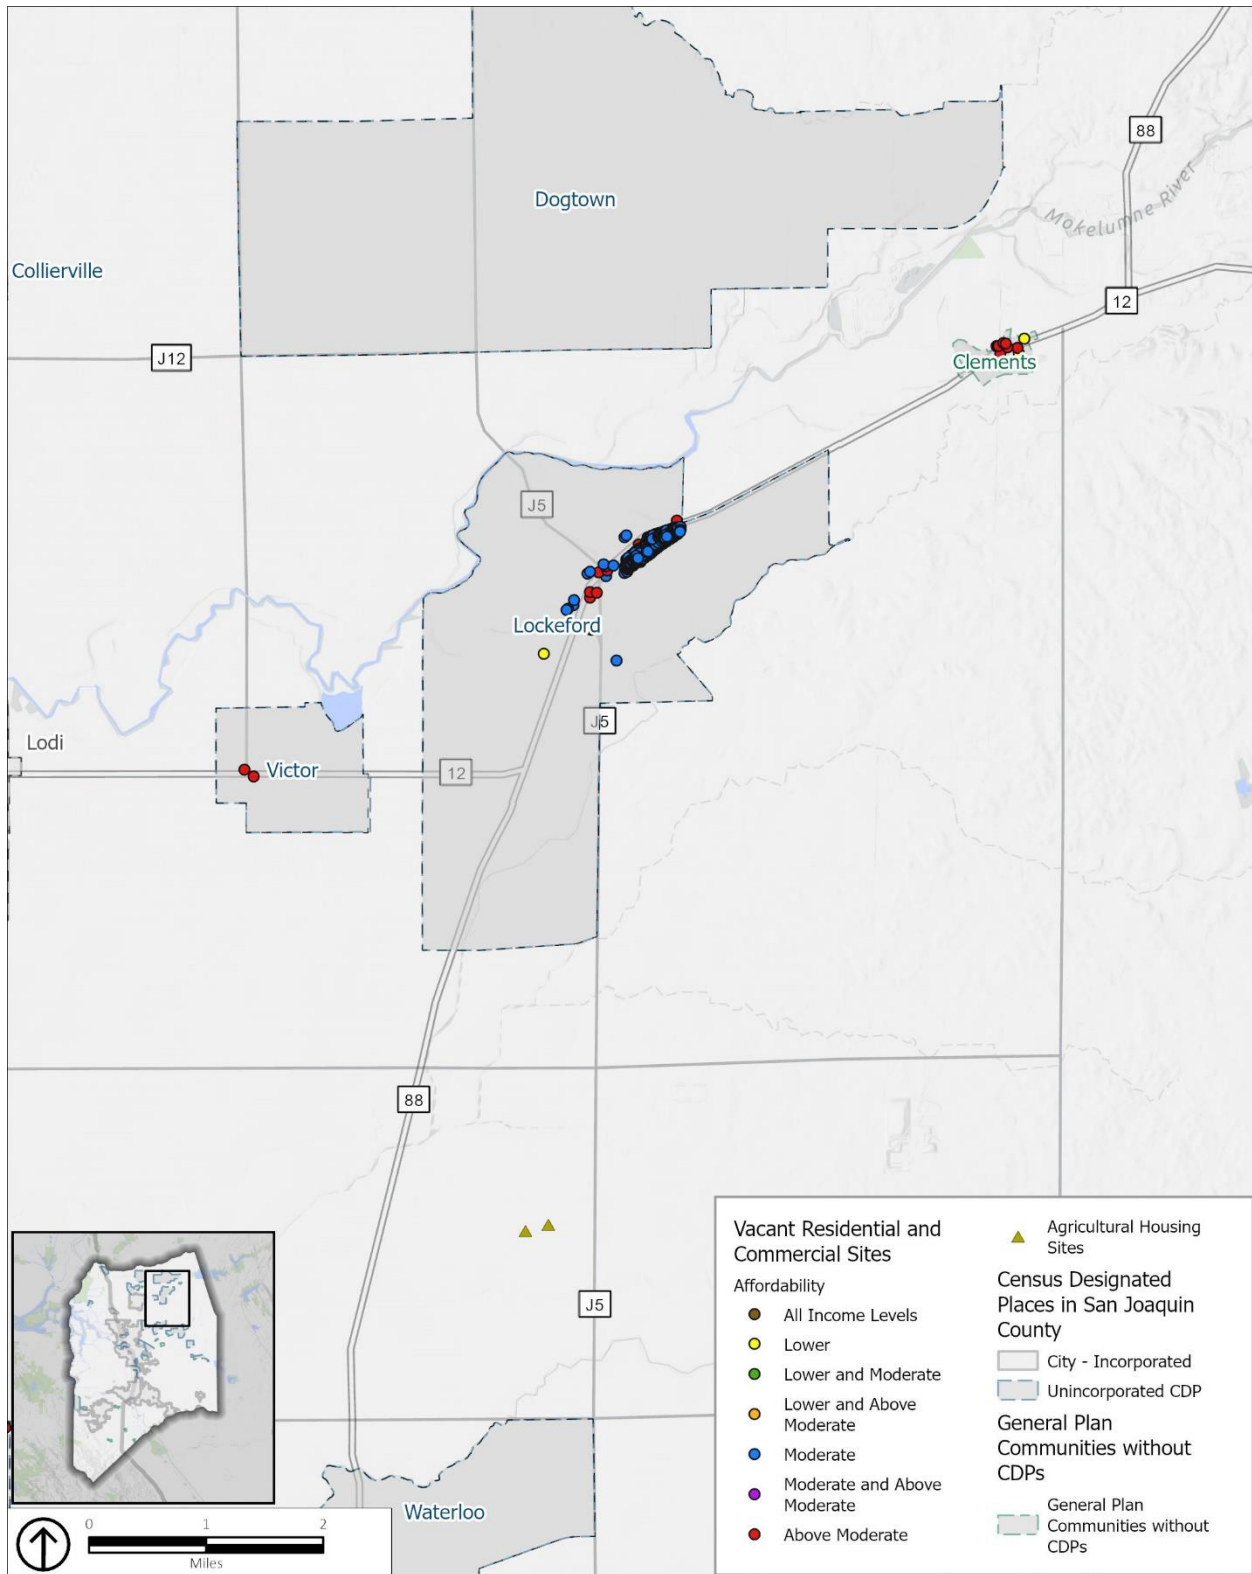 Dogtown
88
Mokelumne River
Collierville
12
J12
Clements
J5
Lockeford
J5
Lodi
Victor
12
88
J5
Waterloo
0 1 2
Miles
Vacant Residential and
Commercial Sites
Affordability
All Income Levels
Lower
Lower and Moderate
Lower and Above
Moderate
Moderate
Moderate and Above
Moderate
Above Moderate
Agricultural Housing
Sites
Census Designated
Places in San Joaquin
County
City - Incorporated
Unincorporated CDP
General Plan
Communities without
CDPs
General Plan
Communities without
CDPs